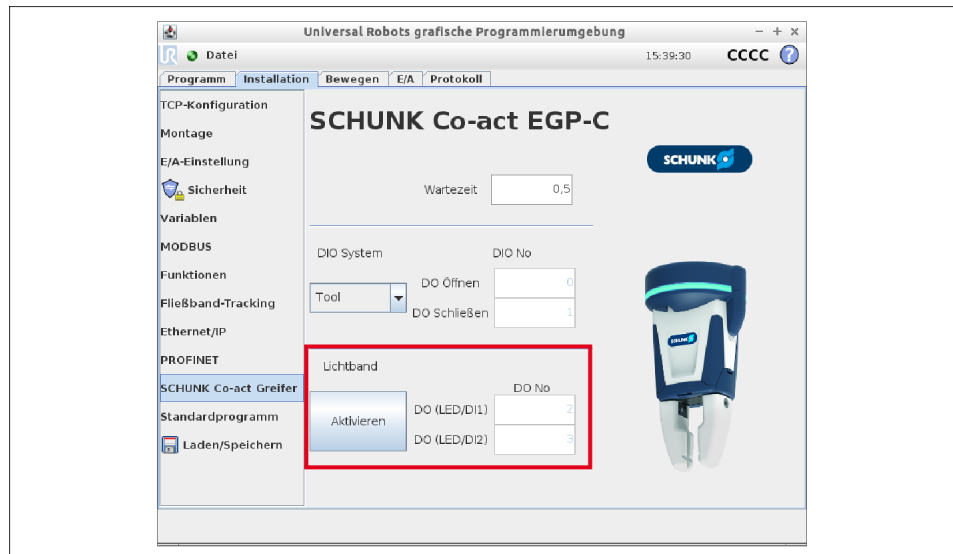 Universal Robots grafische Programmierumgebung
Datei
15:39:30 CCCC ?
Programm Installation Bewegen E/A Protokoll
TCP-Konfiguration
Montage
E/A-Einstellung
Sicherheit
Variablen
MODBUS
Funktionen
Fließband-Tracking
Ethernet/IP
PROFINET
SCHUNK Co-act Greifer
Standardprogramm
Laden/Speichern
SCHUNK Co-act EGP-C
SCHUNK
Wartezeit 0,5
DIO System DIO No
Tool
DO Öffnen 0
DO Schließen 1
Lichtband
DO No
Aktivieren
DO (LED/DI1) 2
DO (LED/DI2) 3
SCHUNK